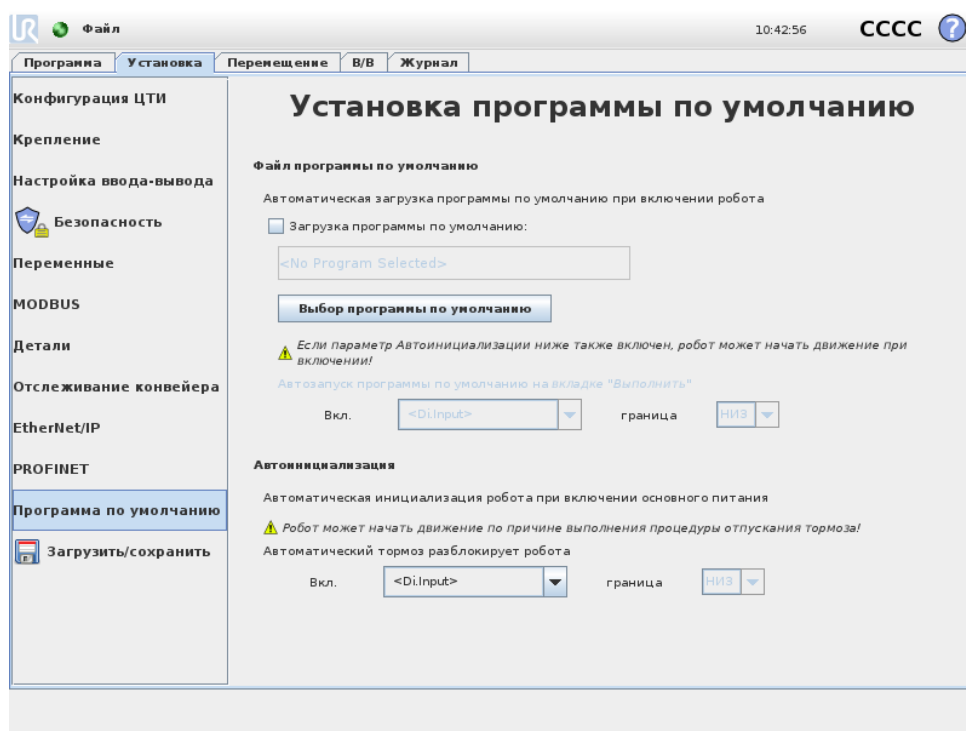 UR
Файл
10:42:56
CCCC
?
Программа
Установка
Перемещение
В/В
Журнал
Конфигурация ЦТИ
Крепление
Настройка ввода-вывода
Безопасность
Переменные
MODBUS
Детали
Отслеживание конвейера
EtherNet/IP
PROFINET
Программа по умолчанию
Загрузить/сохранить
Установка программы по умолчанию
Файл программы по умолчанию
Автоматическая загрузка программы по умолчанию при включении робота
Загрузка программы по умолчанию:
<No Program Selected>
Выбор программы по умолчанию
Если параметр Автоинициализации ниже также включен, робот может начать движение при
включении!
Автозапуск программы по умолчанию на вкладке "Выполнить"
Вкл.
<Di.Input>
граница
НИЗ
Автоинициализация
Автоматическая инициализация робота при включении основного питания
Робот может начать движение по причине выполнения процедуры отпускания тормоза!
Автоматический тормоз разблокирует робота
Вкл.
<Di.Input>
граница
НИЗ